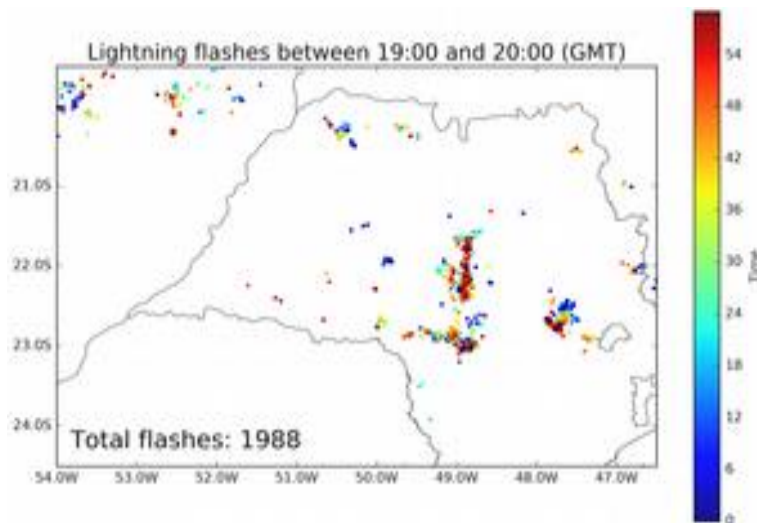 Lightning flashes between 19:00 and 20:00 (GMT)
54
48
42
21.0S
36
22.0S
30
Time
24
23.0S
18
24.0S
12
Total flashes: 1988
6
54.0W 53.0W 52.0W 51.0W 50.0W 49.0W 48.0W 47.0W
0